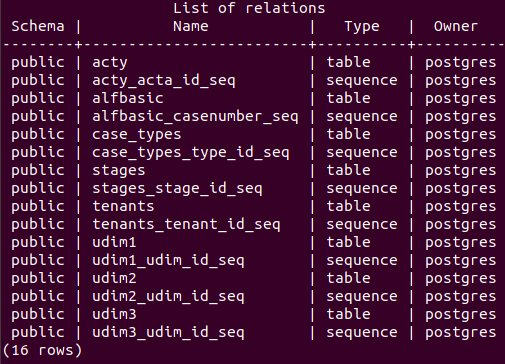 List of relations
 Schema |          Name          |   Type   |  Owner
--------+------------------------+----------+----------
 public | acty                   | table    | postgres
 public | acty_acta_id_seq       | sequence | postgres
 public | alfbasic               | table    | postgres
 public | alfbasic_casenumber_seq | sequence | postgres
 public | case_types             | table    | postgres
 public | case_types_type_id_seq | sequence | postgres
 public | stages                 | table    | postgres
 public | stages_stage_id_seq    | sequence | postgres
 public | tenants                | table    | postgres
 public | tenants_tenant_id_seq  | sequence | postgres
 public | udim1                  | table    | postgres
 public | udim1_udim_id_seq      | sequence | postgres
 public | udim2                  | table    | postgres
 public | udim2_udim_id_seq      | sequence | postgres
 public | udim3                  | table    | postgres
 public | udim3_udim_id_seq      | sequence | postgres
(16 rows)